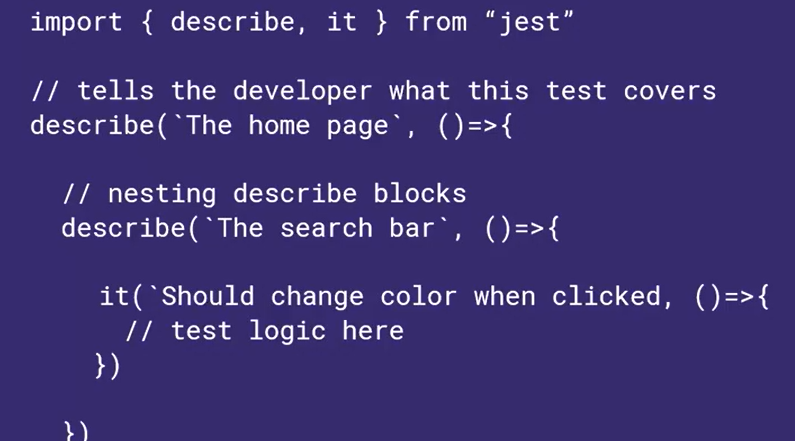 import { describe, it } from “jest”
// tells the developer what this test covers
describe(`The home page`, ()=>{
// nesting describe blocks
describe(`The search bar`, ()=>{
it(`Should change color when clicked, ()=>{
// test logic here
})
})